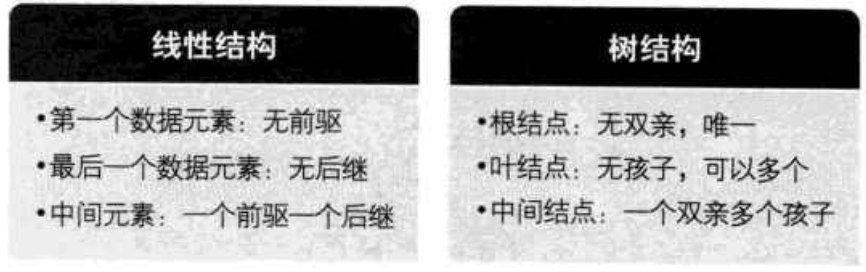 线性结构
•第一个数据元素：无前驱
•最后一个数据元素：无后继
•中间元素：一个前驱一个后继
树结构
•根结点：无双亲，唯一
•叶结点：无孩子，可以多个
•中间结点：一个双亲多个孩子